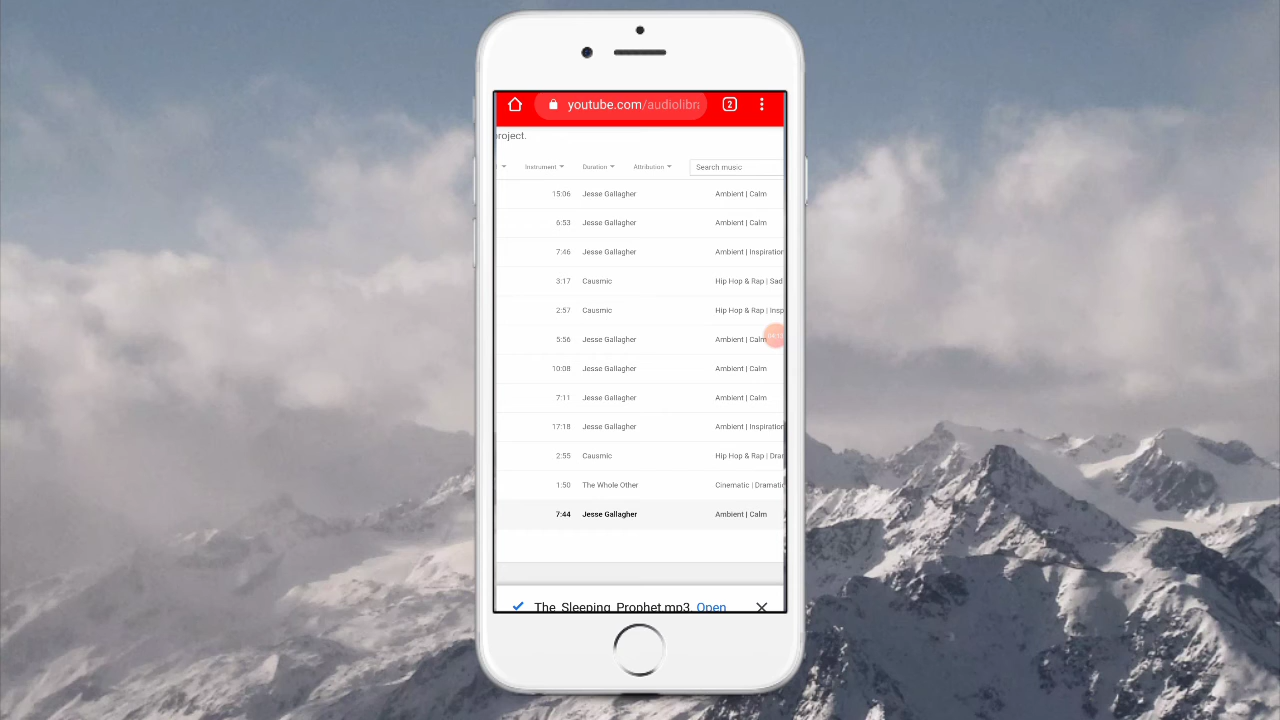 youtube.com/audiolibr
project.
Instrument Duration Attribution Search music
15:06 Jesse Gallagher Ambient | Calm
6:53 Jesse Gallagher Ambient | Calm
7:46 Jesse Gallagher Ambient | Inspiration
3:17 Causmic Hip Hop & Rap | Sad
2:57 Causmic Hip Hop & Rap | Insp
5:56 Jesse Gallagher Ambient | Calm
10:08 Jesse Gallagher Ambient | Calm
7:11 Jesse Gallagher Ambient | Calm
17:18 Jesse Gallagher Ambient | Inspiration
2:55 Causmic Hip Hop & Rap | Dra
1:50 The Whole Other Cinematic | Dramatic
7:44 Jesse Gallagher Ambient | Calm
The_Sleeping_Prophet.mp3 Open